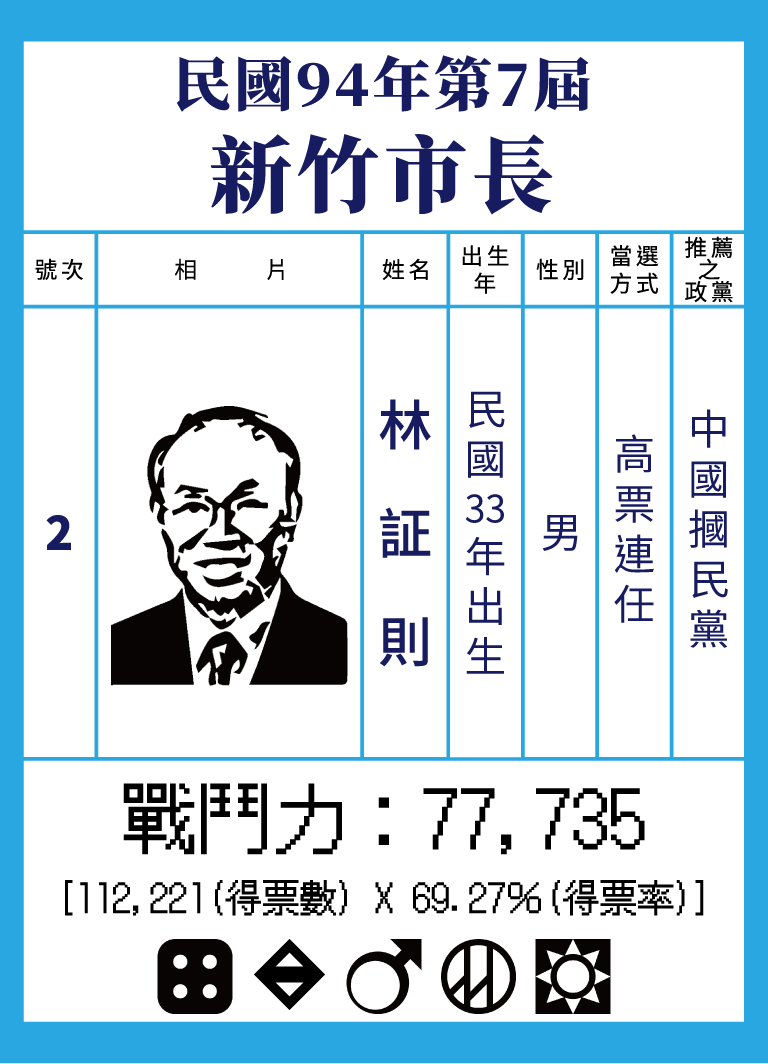 民國94年第7屆
新竹市長
號次
相片
姓名
出生年
性別
當選方式
推薦之政黨
2
林証則
民國33年出生
男
高票連任
中國摑民黨
戰鬥力：77,735
[112,221(得票數) X 69.27%(得票率)]